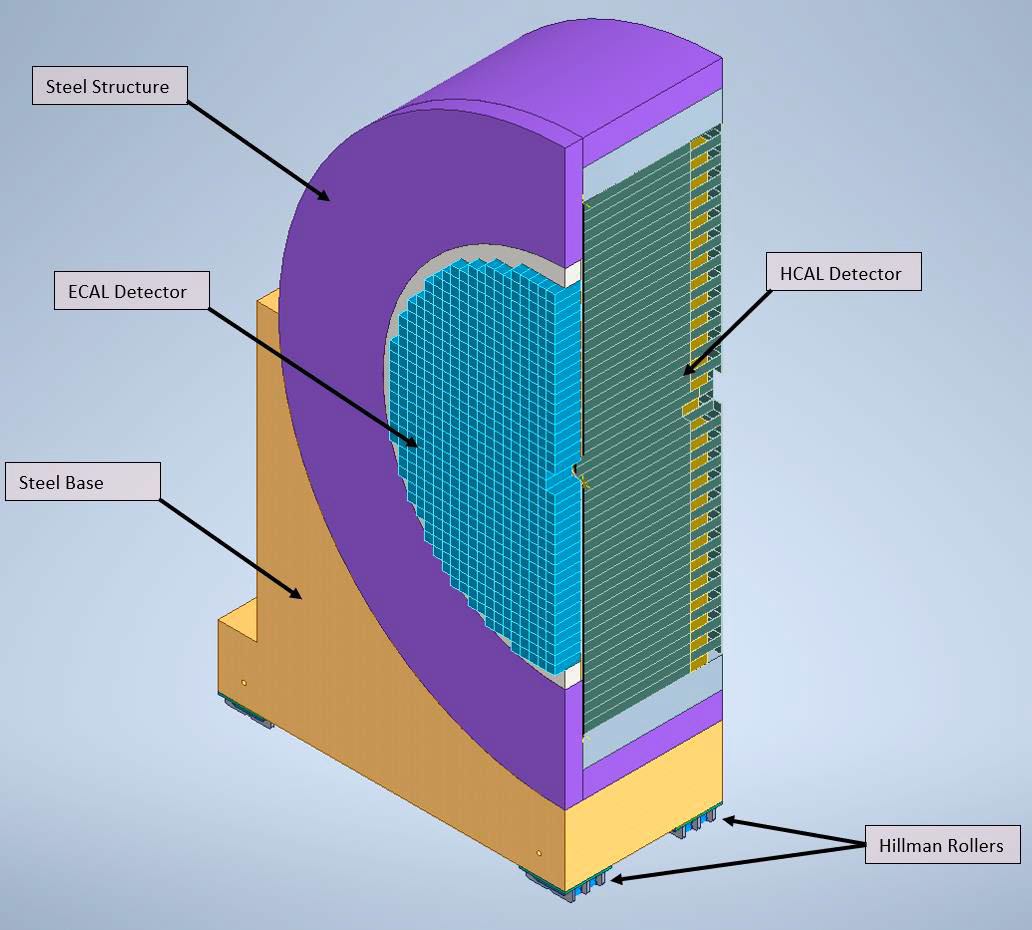 Steel Structure
ECAL Detector
HCAL Detector
Steel Base
Hillman Rollers